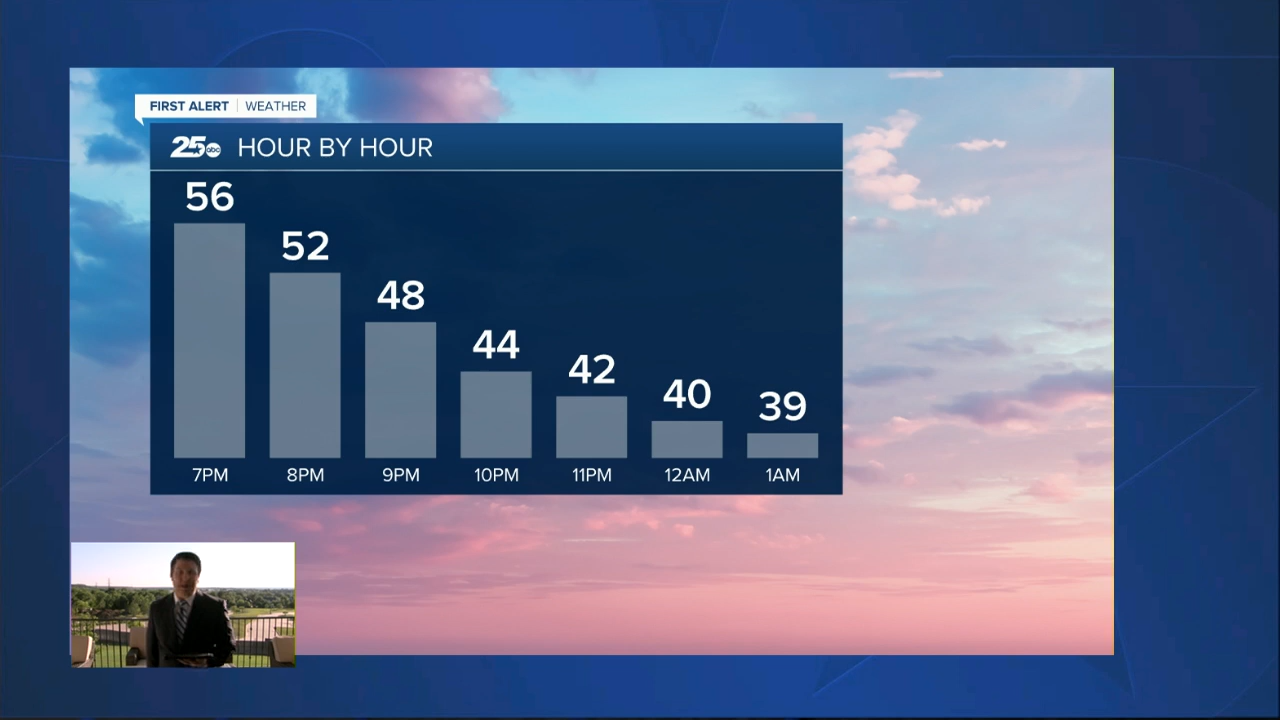 FIRST ALERT | WEATHER
25 abc HOUR BY HOUR
56 52 48 44 42 40 39
7PM 8PM 9PM 10PM 11PM 12AM 1AM